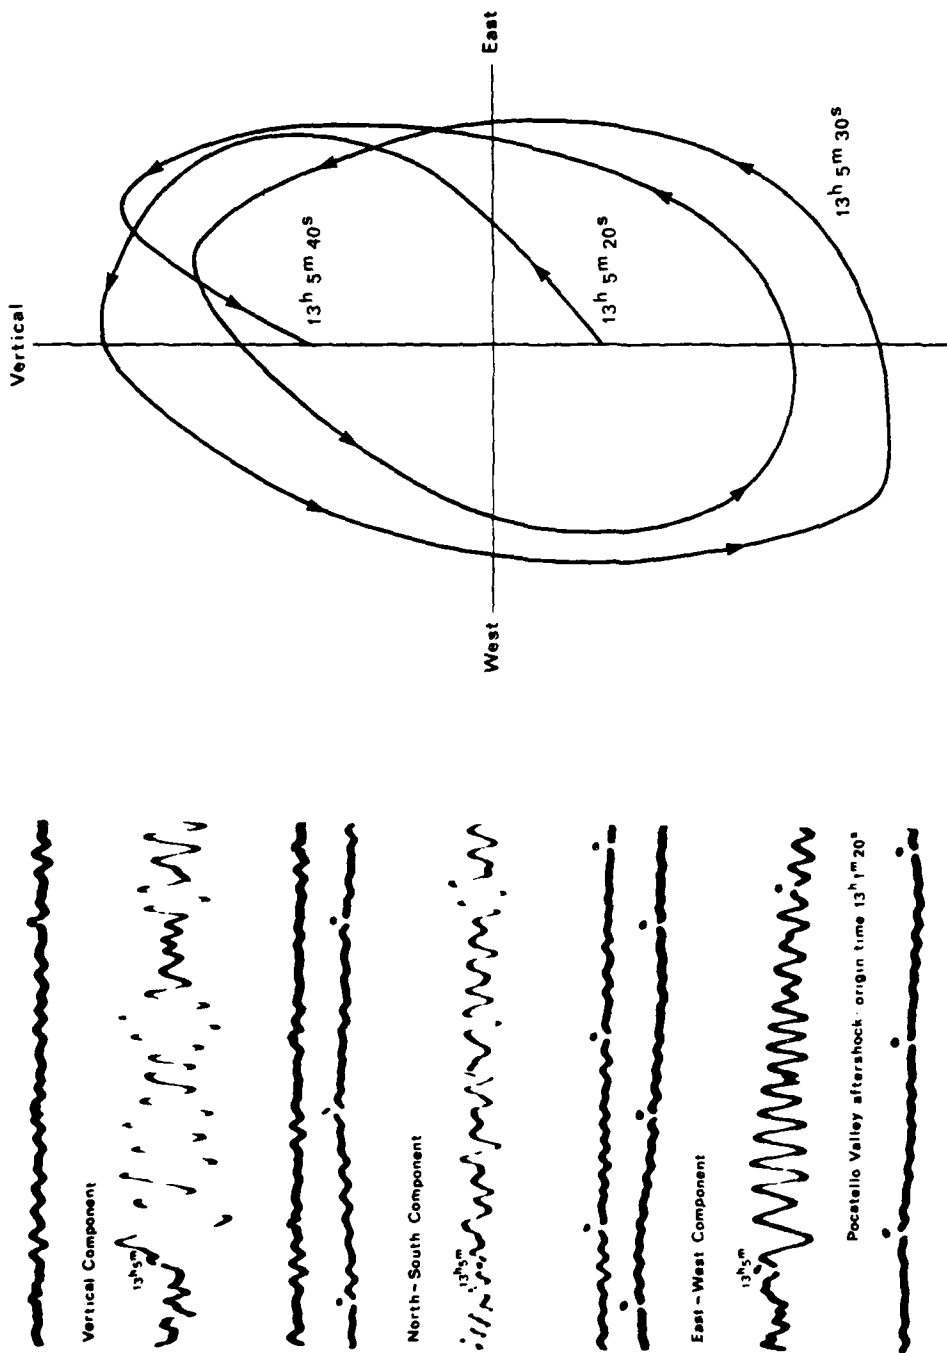 Vertical
East
West
13ʰ 5ᵐ 40ˢ
13ʰ 5ᵐ 20ˢ
13ʰ 5ᵐ 30ˢ
Vertical Component
13ʰ5ᵐ
North-South Component
13ʰ5ᵐ
East-West Component
13ʰ5ᵐ
Pocatello Valley aftershock · origin time 13ʰ 1ᵐ 20ˢ